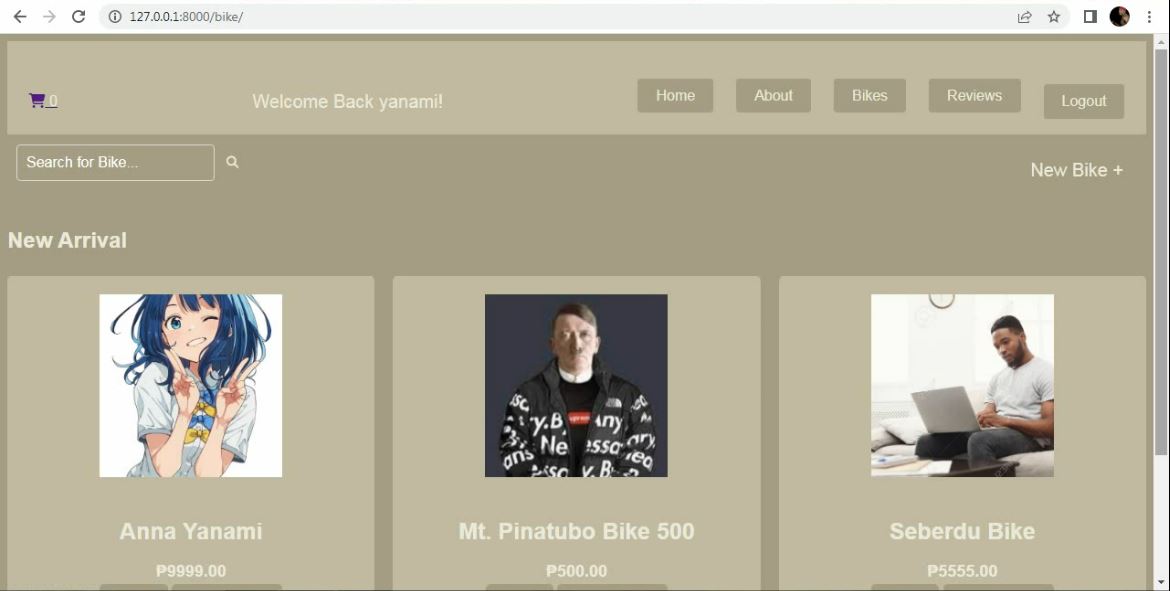 127.0.0.1:8000/bike/
0
Welcome Back yanami!
Home
About
Bikes
Reviews
Logout
Search for Bike...
New Bike +
New Arrival
Anna Yanami
Mt. Pinatubo Bike 500
Seberdu Bike
₱9999.00
₱500.00
₱5555.00